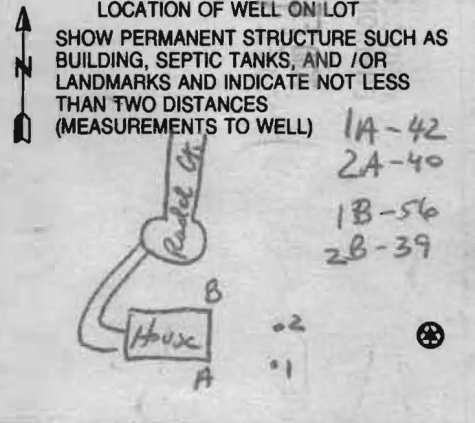 LOCATION OF WELL ON LOT
SHOW PERMANENT STRUCTURE SUCH AS
BUILDING, SEPTIC TANKS, AND /OR
LANDMARKS AND INDICATE NOT LESS
THAN TWO DISTANCES
(MEASUREMENTS TO WELL)
N
1A-42
2A-40
1B-56
2B-39
Ct.
B
House
.2
.1
A